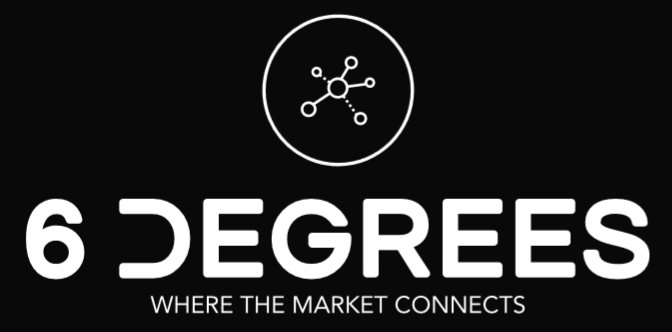 6 DEGREES
WHERE THE MARKET CONNECTS